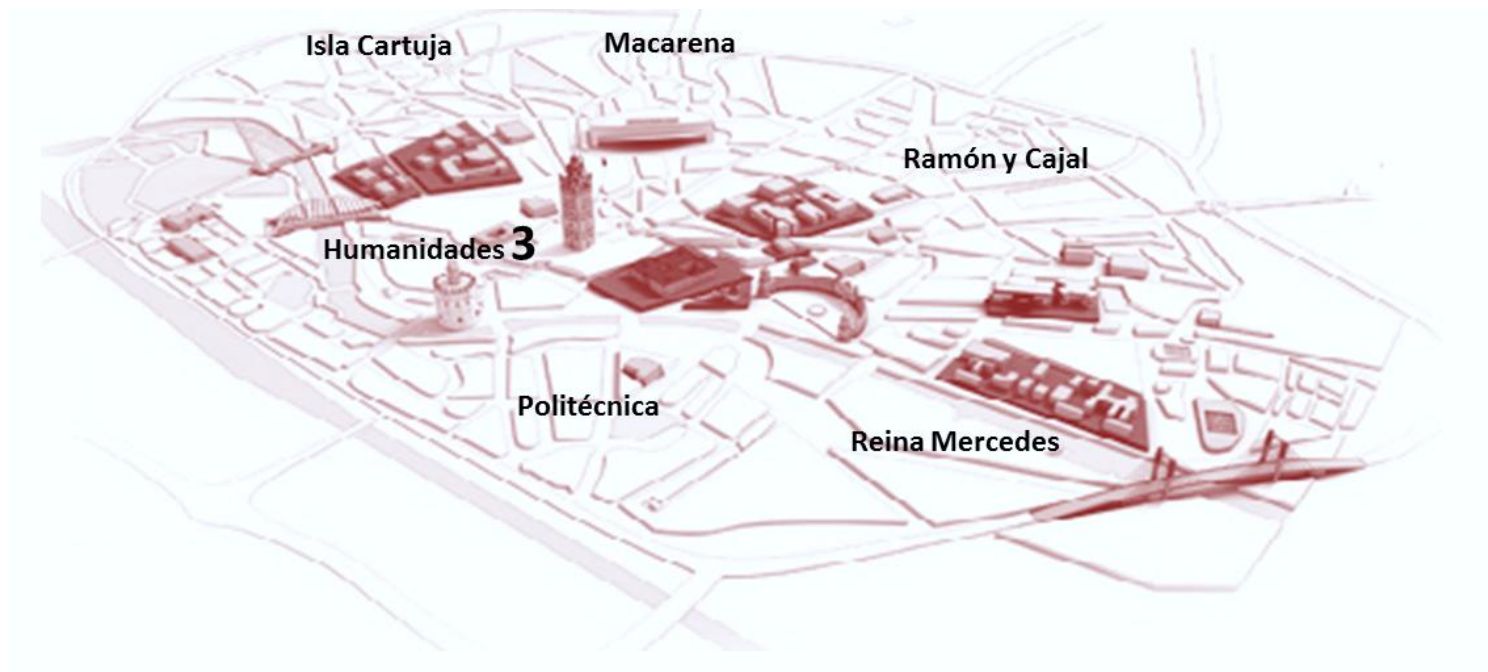 Isla Cartuja
Macarena
Ramón y Cajal
Humanidades 3
Politécnica
Reina Mercedes